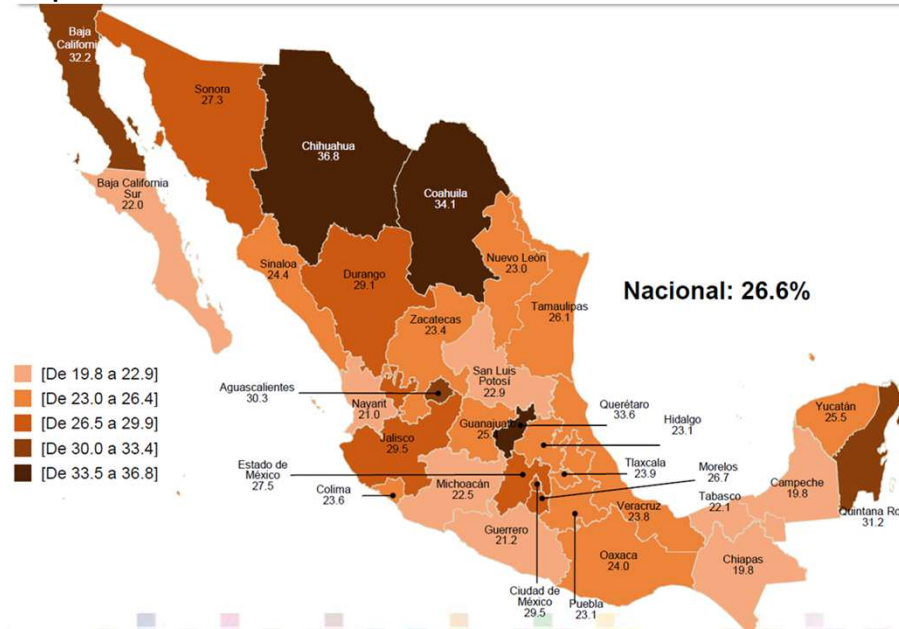 Baja
Californi
32.2
Sonora
27.3
Chihuahua
36.8
Coahuila
34.1
Baja California
Sur
22.0
Sinaloa
24.4
Durango
29.1
Nuevo León
23.0
Tamaulipas
26.1
Nacional: 26.6%
Zacatecas
23.4
San Luis
Potosí
22.9
[De 19.8 a 22.9]
[De 23.0 a 26.4]
[De 26.5 a 29.9]
[De 30.0 a 33.4]
[De 33.5 a 36.8]
Aguascalientes
30.3
Nayarit
21.0
Jalisco
29.5
Guanajuat
25.
Querétaro
33.6
Hidalgo
23.1
Yucatán
25.5
Estado de
México
27.5
Colima
23.6
Michoacán
22.5
Tlaxcala
23.9
Morelos
26.7
Campeche
19.8
Tabasco
22.1
Quintana Ro
31.2
Veracruz
23.8
Guerrero
21.2
Oaxaca
24.0
Chiapas
19.8
Ciudad de
México
29.5
Puebla
23.1